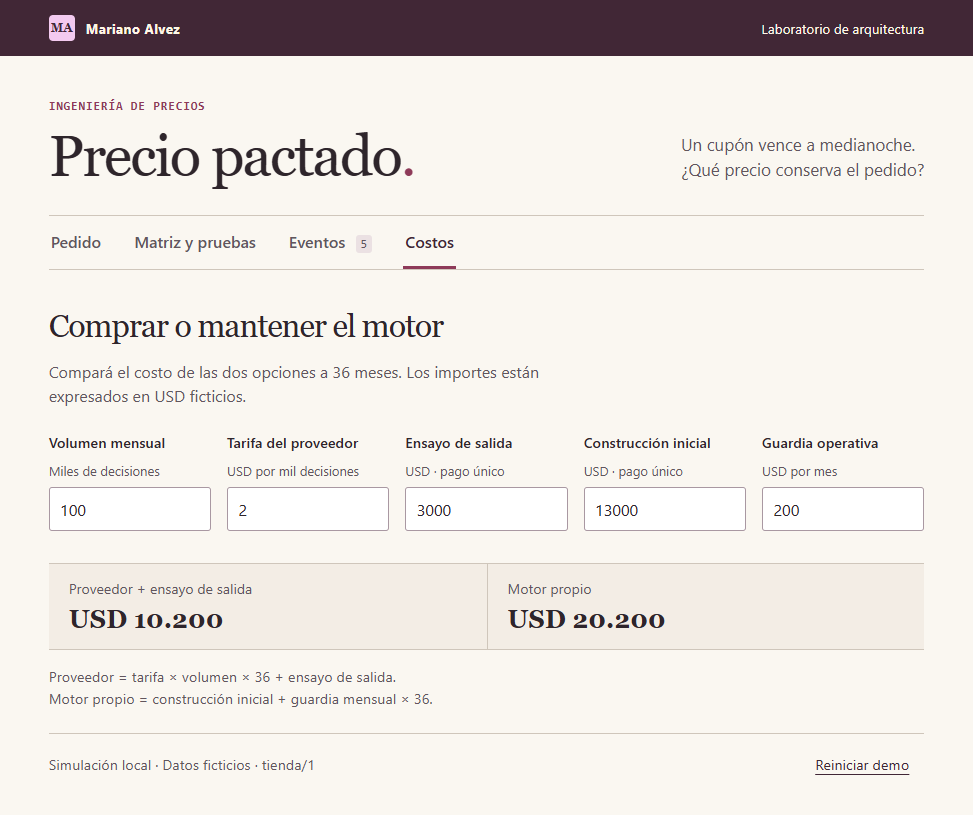 MA
Mariano Alvez
Laboratorio de arquitectura
INGENIERÍA DE PRECIOS
Precio pactado.
Un cupón vence a medianoche.
¿Qué precio conserva el pedido?
Pedido
Matriz y pruebas
Eventos 5
Costos
Comprar o mantener el motor
Compará el costo de las dos opciones a 36 meses. Los importes están
expresados en USD ficticios.
Volumen mensual
Miles de decisiones
100
Tarifa del proveedor
USD por mil decisiones
2
Ensayo de salida
USD · pago único
3000
Construcción inicial
USD · pago único
13000
Guardia operativa
USD por mes
200
Proveedor + ensayo de salida
USD 10.200
Motor propio
USD 20.200
Proveedor = tarifa × volumen × 36 + ensayo de salida.
Motor propio = construcción inicial + guardia mensual × 36.
Simulación local · Datos ficticios · tienda/1
Reiniciar demo